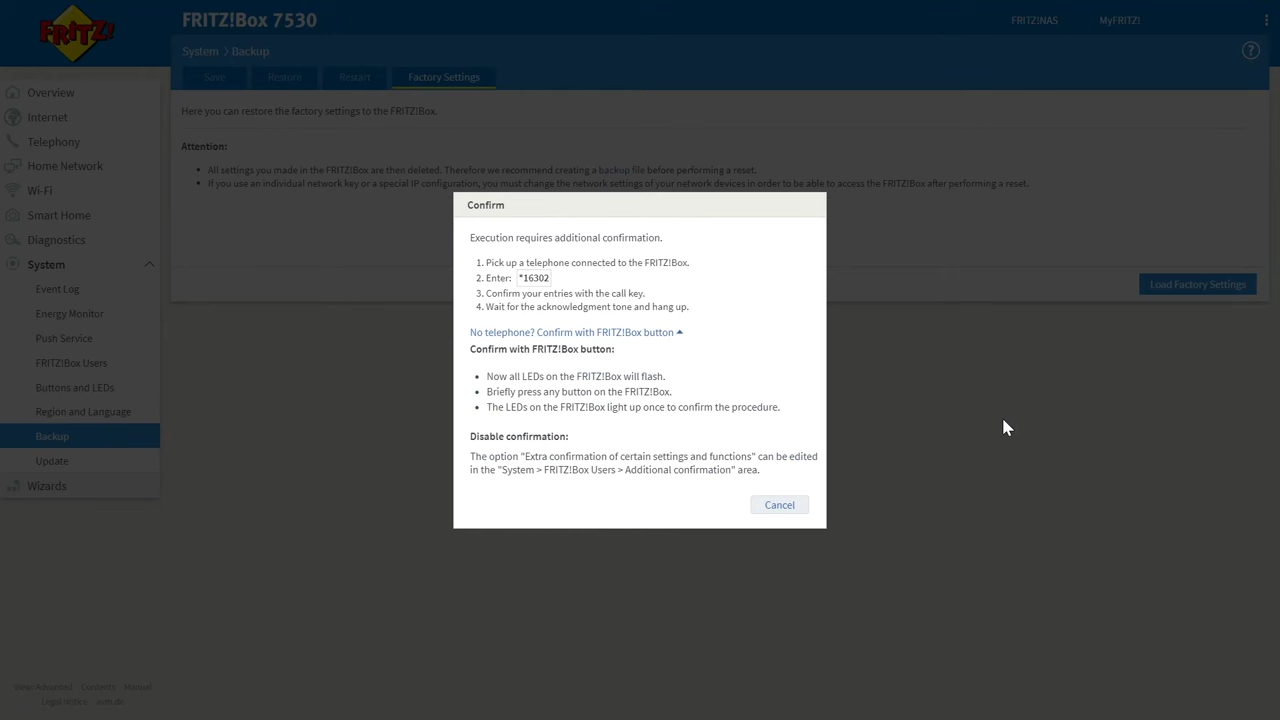 FRITZ!
FRITZ!Box 7530
FRITZ!NAS
MyFRITZ!
System > Backup
Save
Restore
Restart
Factory Settings
Here you can restore the factory settings to the FRITZ!Box.
Attention:
• All settings you made in the FRITZ!Box are then deleted. Therefore we recommend creating a backup file before performing a reset.
• If you use an individual network key or a special IP configuration, you must change the network settings of your network devices in order to be able to access the FRITZ!Box after performing a reset.
Load Factory Settings
Overview
Internet
Telephony
Home Network
Wi-Fi
Smart Home
Diagnostics
System
Event Log
Energy Monitor
Push Service
FRITZ!Box Users
Buttons and LEDs
Region and Language
Backup
Update
Wizards
Confirm
Execution requires additional confirmation.
1. Pick up a telephone connected to the FRITZ!Box.
2. Enter: *16302
3. Confirm your entries with the call key.
4. Wait for the acknowledgment tone and hang up.
No telephone? Confirm with FRITZ!Box button
Confirm with FRITZ!Box button:
• Now all LEDs on the FRITZ!Box will flash.
• Briefly press any button on the FRITZ!Box.
• The LEDs on the FRITZ!Box light up once to confirm the procedure.
Disable confirmation:
The option "Extra confirmation of certain settings and functions" can be edited
in the "System > FRITZ!Box Users > Additional confirmation" area.
Cancel
View: Advanced Contents Manual
Legal Notice avm.de